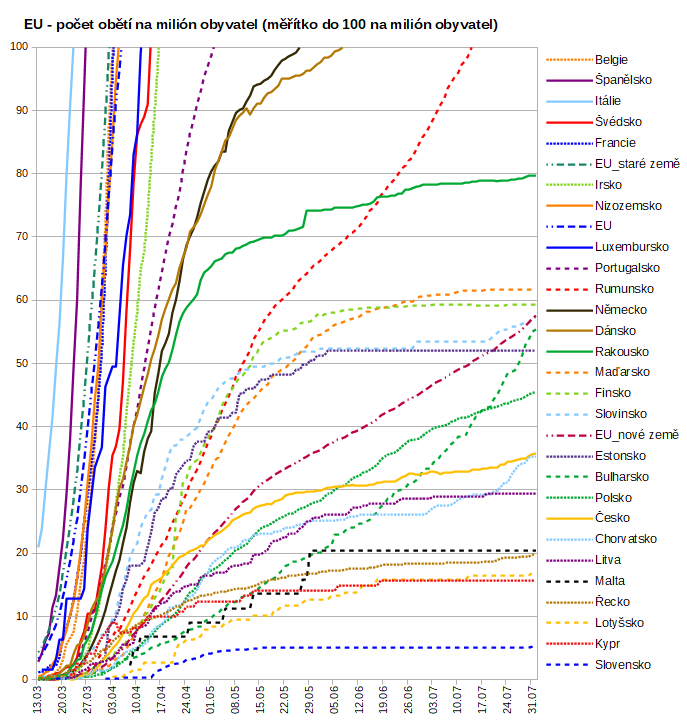 EU - počet obětí na milión obyvatel (měřítko do 100 na milión obyvatel)
100
90
80
70
60
50
40
30
20
10
0
13.03
20.03
27.03
03.04
10.04
17.04
24.04
01.05
08.05
15.05
22.05
29.05
05.06
12.06
19.06
26.06
03.07
10.07
17.07
24.07
31.07
Belgie
Španělsko
Itálie
Švédsko
Francie
EU_staré země
Irsko
Nizozemsko
EU
Luxembursko
Portugalsko
Rumunsko
Německo
Dánsko
Rakousko
Maďarsko
Finsko
Slovinsko
EU_nové země
Estonsko
Bulharsko
Polsko
Česko
Chorvatsko
Litva
Malta
Řecko
Lotyšsko
Kypr
Slovensko